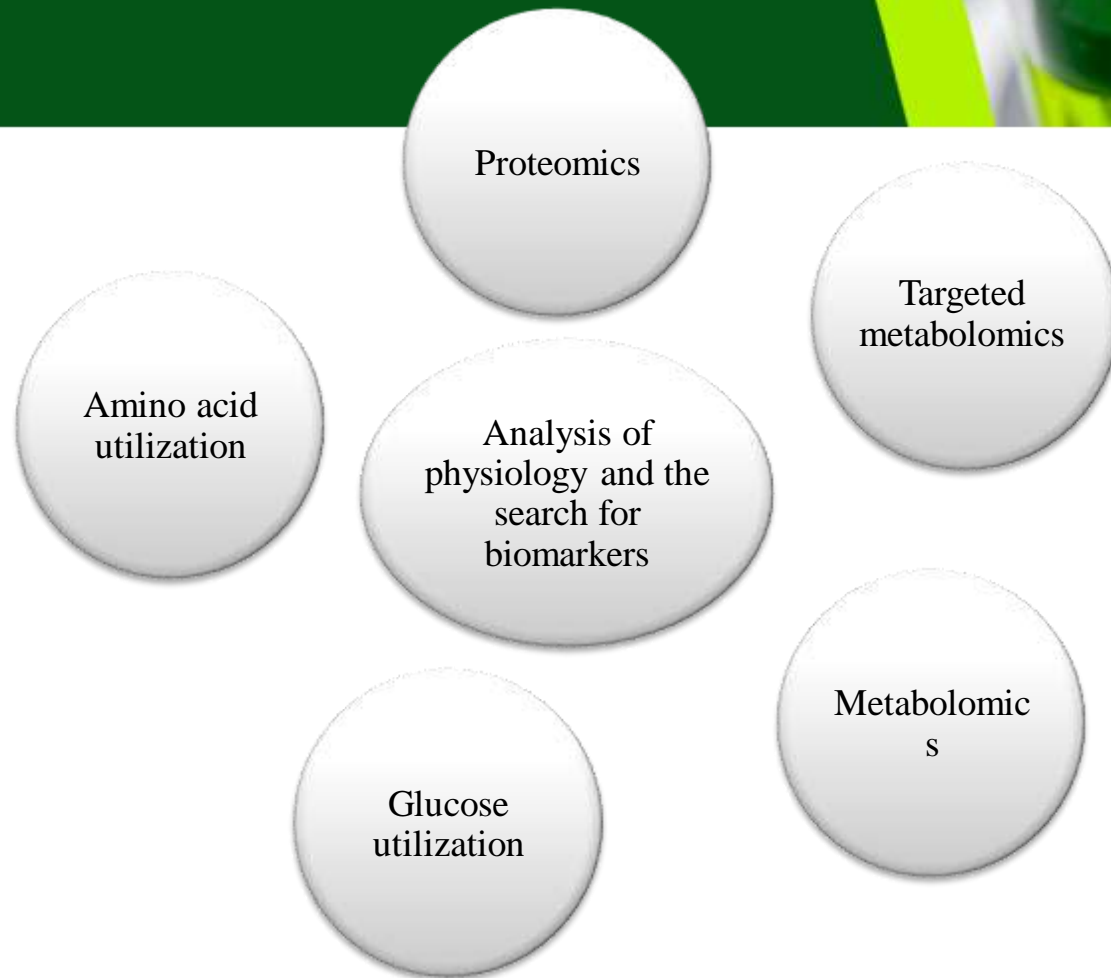 Proteomics
Targeted
metabolomics
Amino acid
utilization
Analysis of
physiology and the
search for
biomarkers
Metabolomic
s
Glucose
utilization